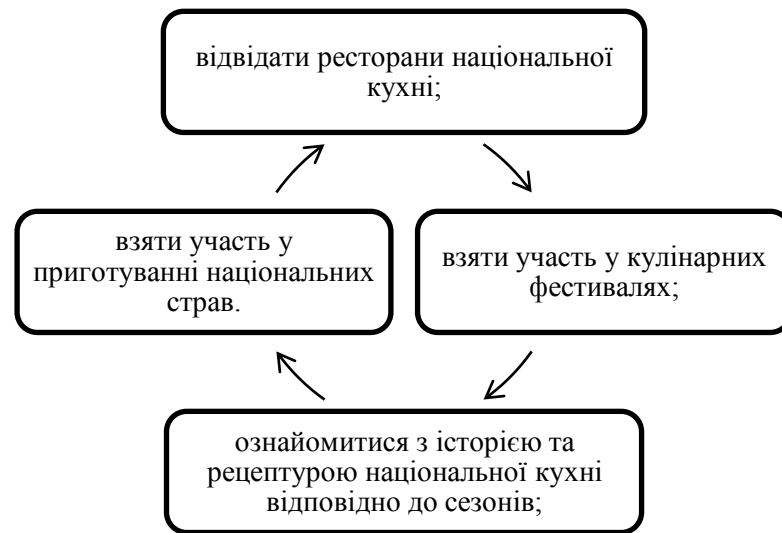 відвідати ресторани національної
кухні;
взяти участь у кулінарних
фестивалях;
ознайомитися з історією та
рецептурою національної кухні
відповідно до сезонів;
взяти участь у
приготуванні національних
страв.